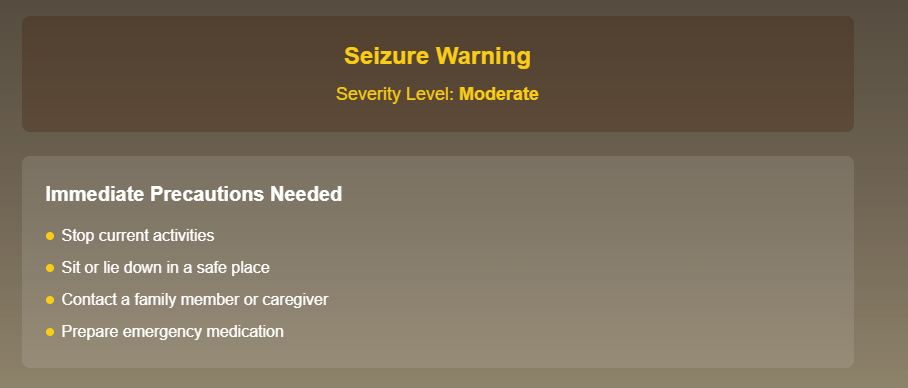 Seizure Warning
Severity Level: Moderate
Immediate Precautions Needed
Stop current activities
Sit or lie down in a safe place
Contact a family member or caregiver
Prepare emergency medication